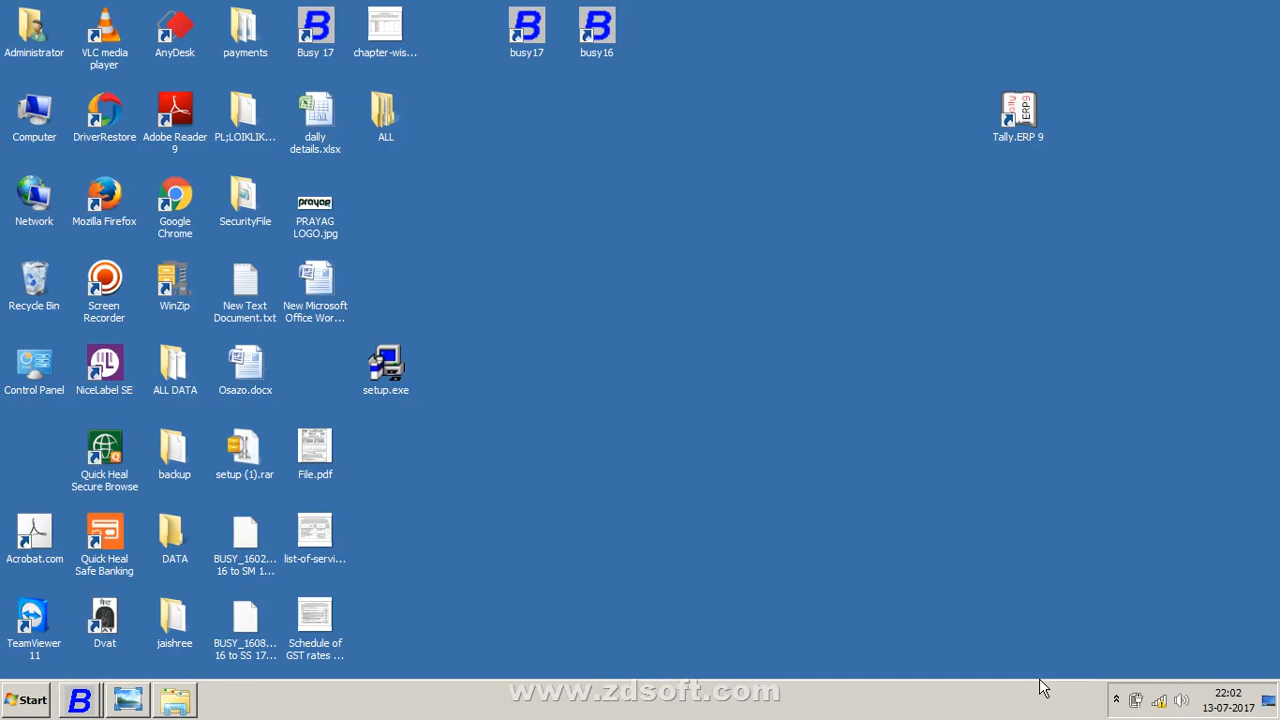 Administrator
VLC media
player
AnyDesk
payments
Busy 17
chapter-wis...
busy17
busy16
Computer
DriverRestore
Adobe Reader
9
PL;LOIKLIK...
dally
details.xlsx
ALL
Tally.ERP 9
Network
Mozilla Firefox
Google
Chrome
SecurityFile
prayag
PRAYAG
LOGO.jpg
Recycle Bin
Screen
Recorder
WinZip
New Text
Document.txt
New Microsoft
Office Wor...
Control Panel
NiceLabel SE
ALL DATA
Osazo.docx
setup.exe
Quick Heal
Secure Browse
backup
setup (1).rar
File.pdf
Acrobat.com
Quick Heal
Safe Banking
DATA
BUSY_1602...
16 to SM 1...
list-of-servi...
TeamViewer
11
Dvat
jaishree
BUSY_1608...
16 to SS 17...
Schedule of
GST rates ...
Start
www.zdsoft.com
22:02
13-07-2017